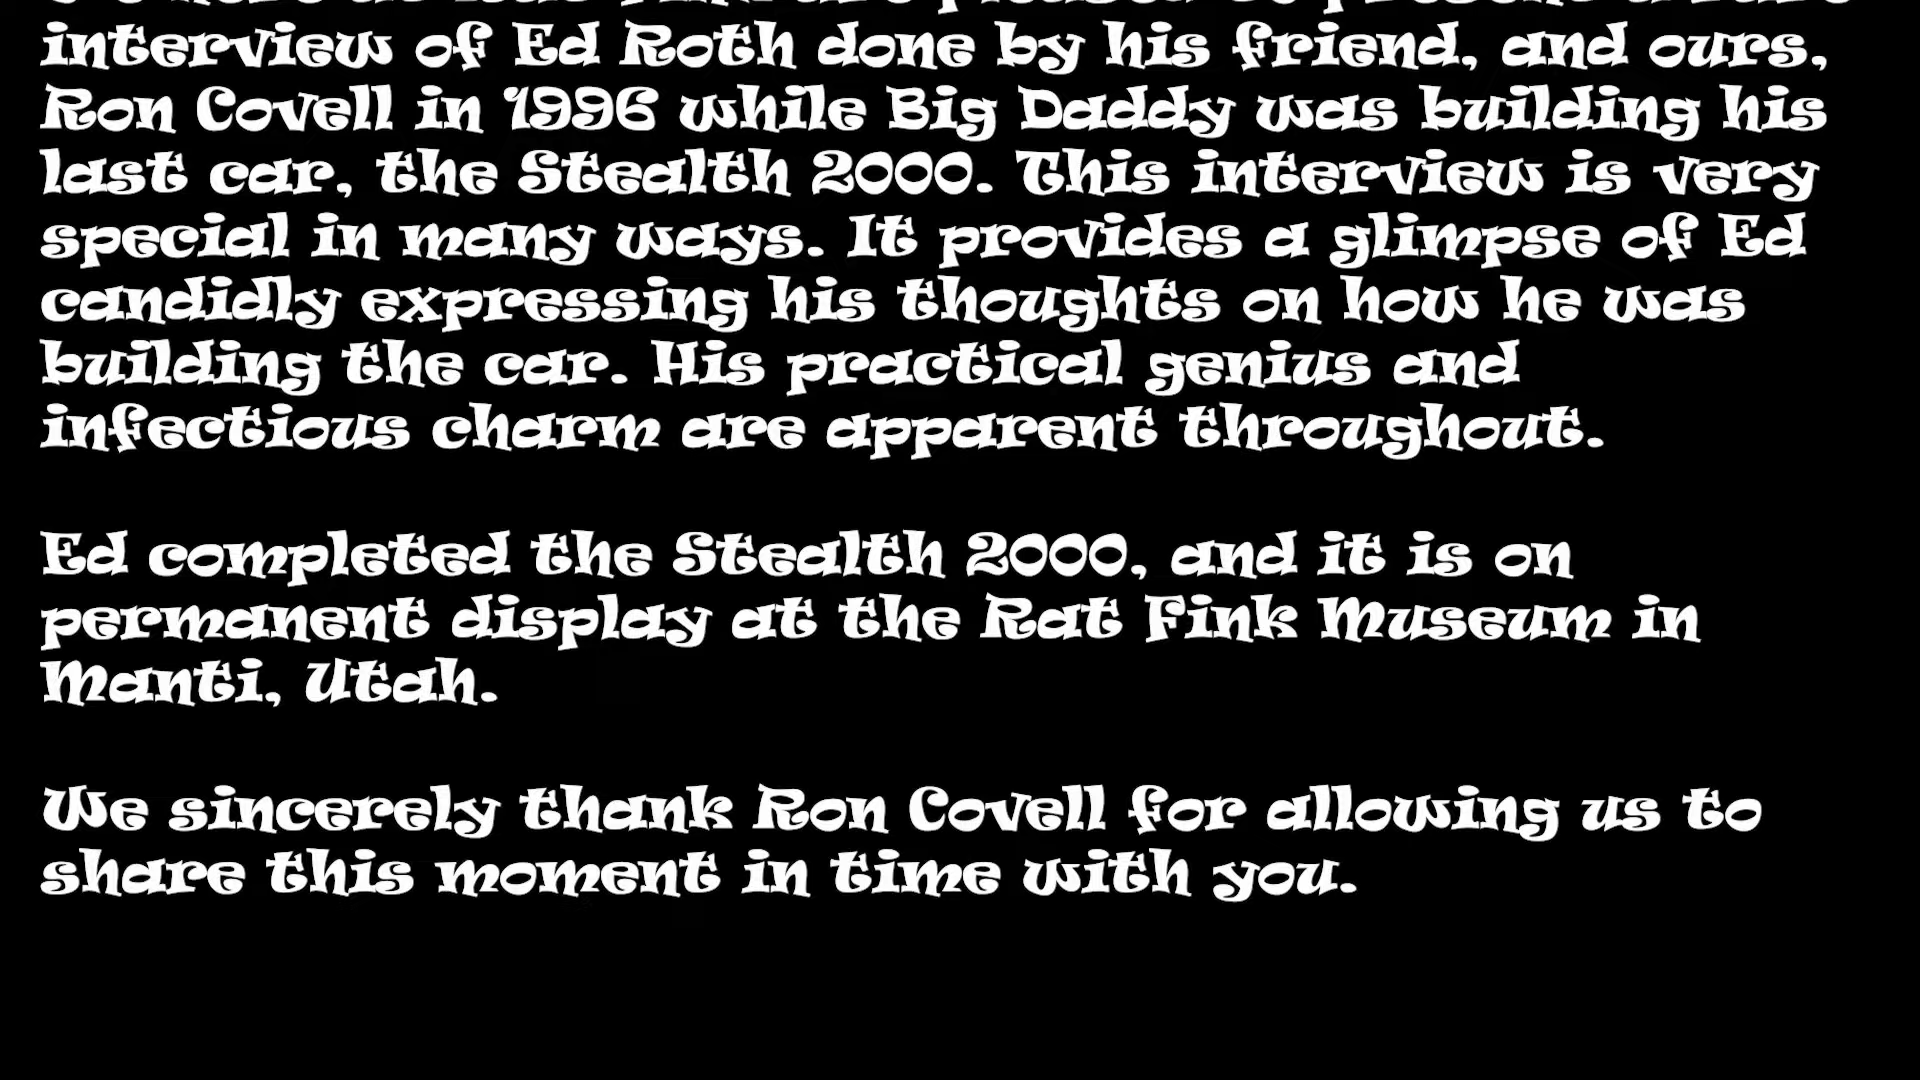 interview of Ed Roth done by his friend, and ours,
Ron Covell in 1996 while Big Daddy was building his
last car, the Stealth 2000. This interview is very
special in many ways. It provides a glimpse of Ed
candidly expressing his thoughts on how he was
building the car. His practical genius and
infectious charm are apparent throughout.
Ed completed the Stealth 2000, and it is on
permanent display at the Rat Fink Museum in
Manti, Utah.
We sincerely thank Ron Covell for allowing us to
share this moment in time with you.